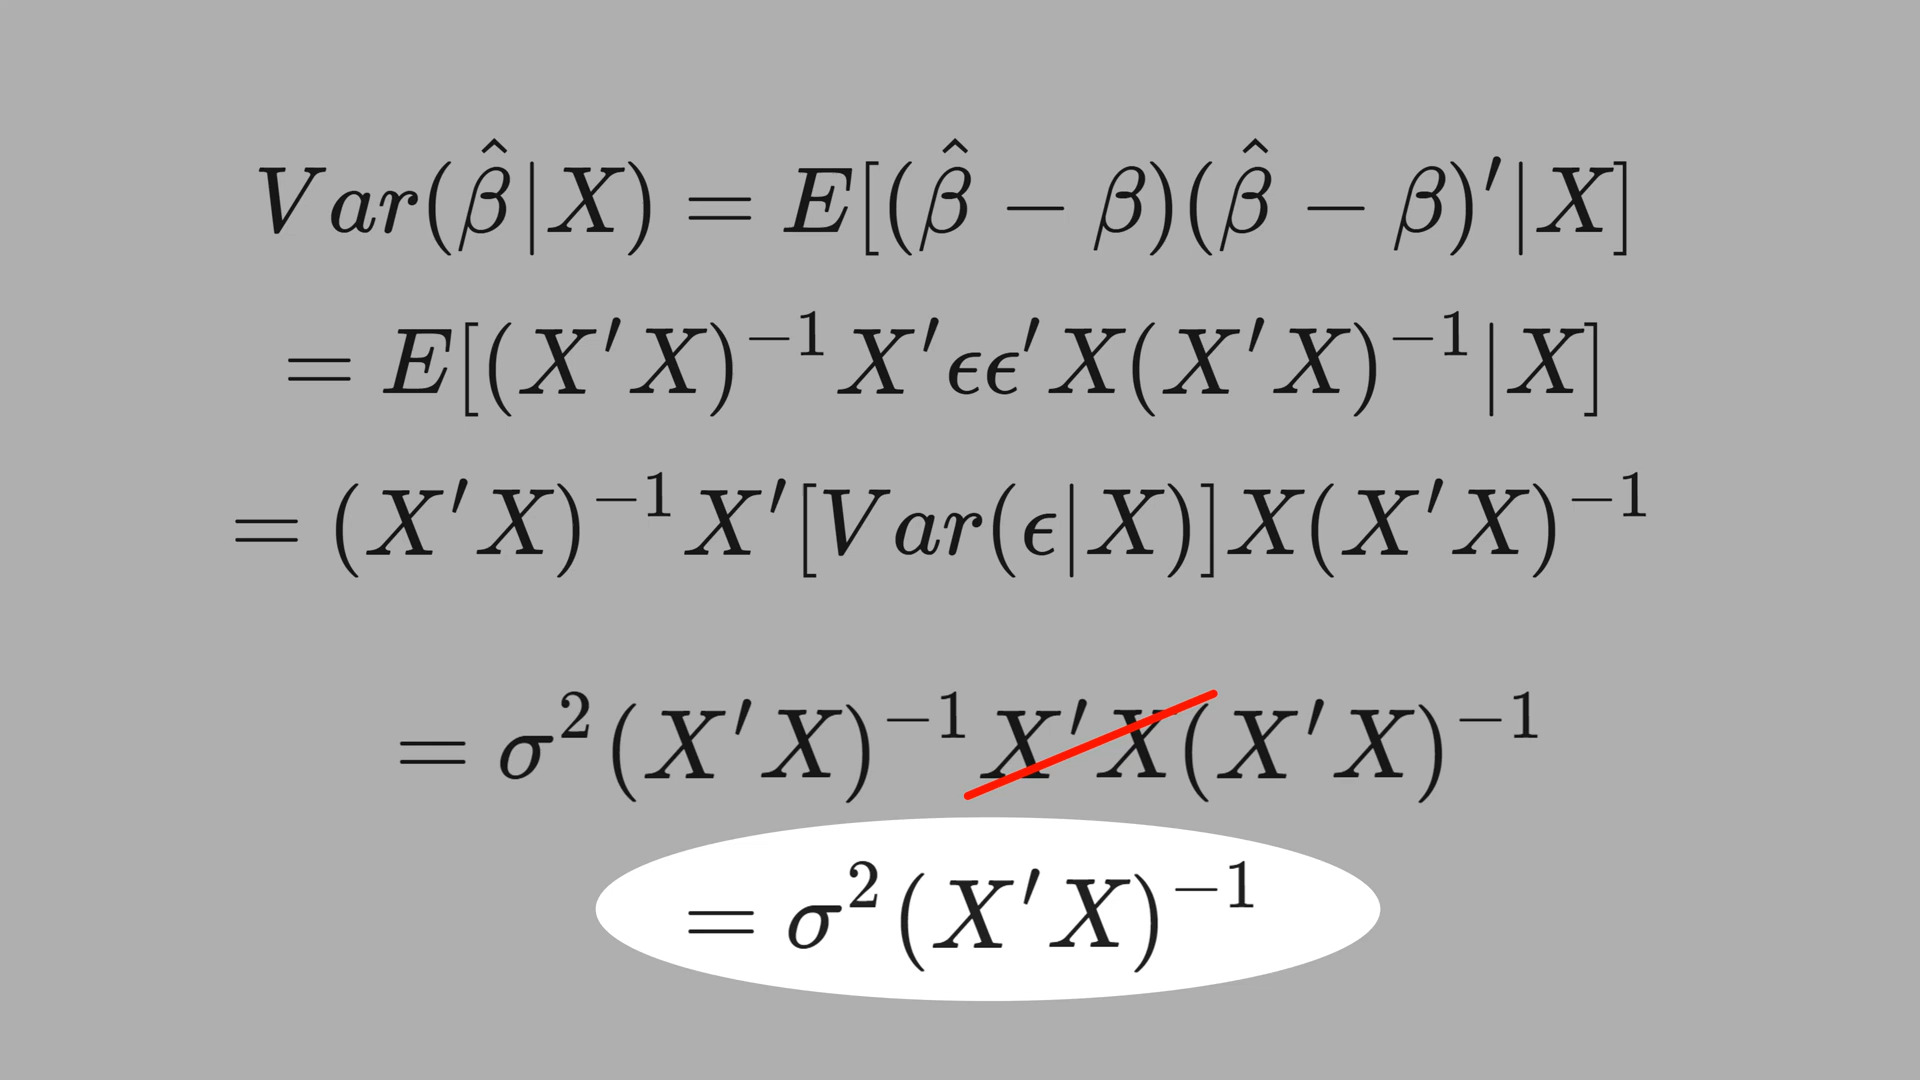 Var(β̂|X) = E[(β̂ − β)(β̂ − β)′|X]
= E[(X′X)⁻¹X′ϵϵ′X(X′X)⁻¹|X]
= (X′X)⁻¹X′[Var(ϵ|X)]X(X′X)⁻¹
= σ²(X′X)⁻¹X′X(X′X)⁻¹
= σ²(X′X)⁻¹